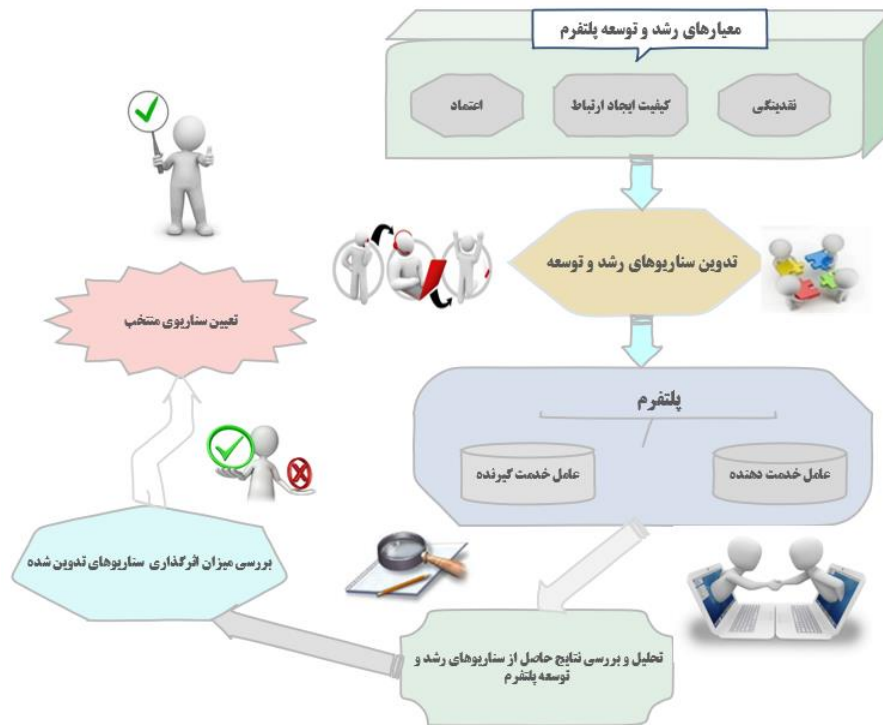 معیارهای رشد و توسعه پلتفرم
نقدینگی
کیفیت ایجاد ارتباط
اعتماد
تدوین سناریوهای رشد و توسعه
پلتفرم
عامل خدمت دهنده
عامل خدمت گیرنده
تحلیل و بررسی نتایج حاصل از سناریوهای رشد و
توسعه پلتفرم
بررسی میزان اثرگذاری سناریوهای تدوین شده
تعیین سناریوی منتخب